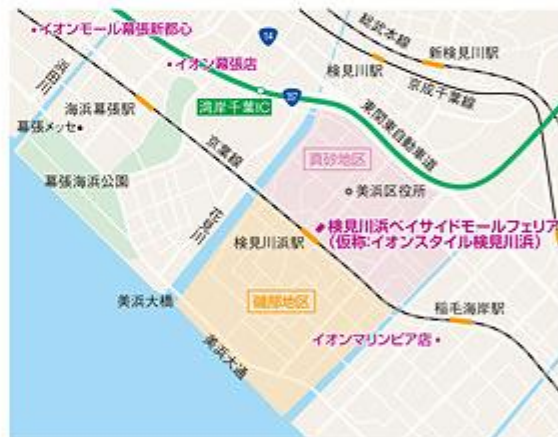 イオンモール幕張新都心
14
総武本線
新検見川駅
イオン幕張店
検見川駅
浜田川
京成千葉線
海浜幕張駅
湾岸千葉IC
357
東関東自動車道
幕張メッセ
京葉線
真砂地区
幕張海浜公園
美浜区役所
花見川
検見川浜ベイサイドモールフェリア
(仮称:イオンスタイル検見川浜)
検見川浜駅
美浜大橋
磯部地区
稲毛海岸駅
イオンマリンピア店
美浜大通